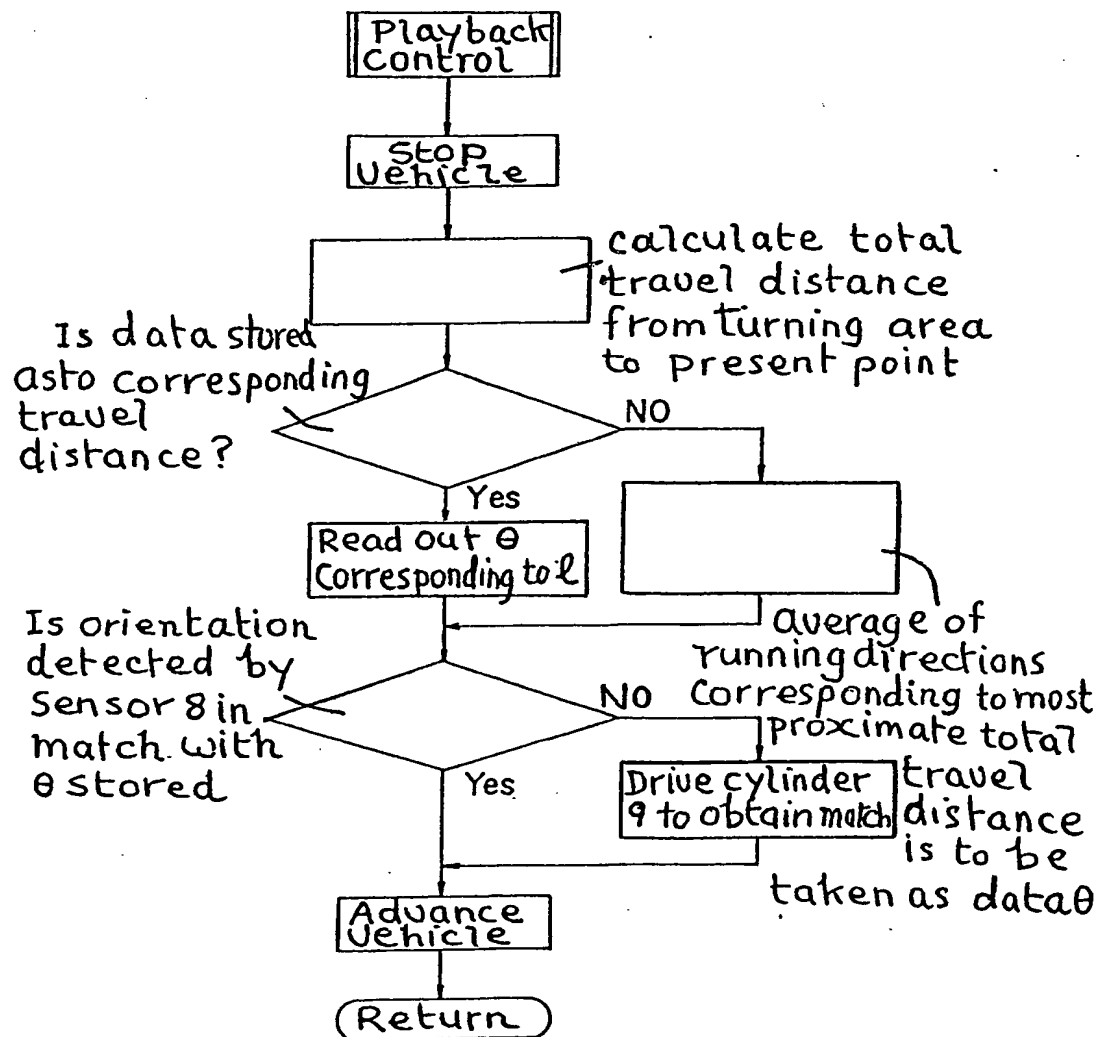 Playback
Control
Stop
Vehicle
calculate total
travel distance
from turning area
to present point
Is data stored
asto corresponding
travel
distance?
NO
Yes
Read out θ
Corresponding to ℓ
average of
running directions
corresponding to most
proximate total
travel
distance
is to be
taken as data θ
Is orientation
detected by
Sensor 8 in
match with
θ stored
NO
Yes
Drive cylinder
9 to obtain match
Advance
Vehicle
Return